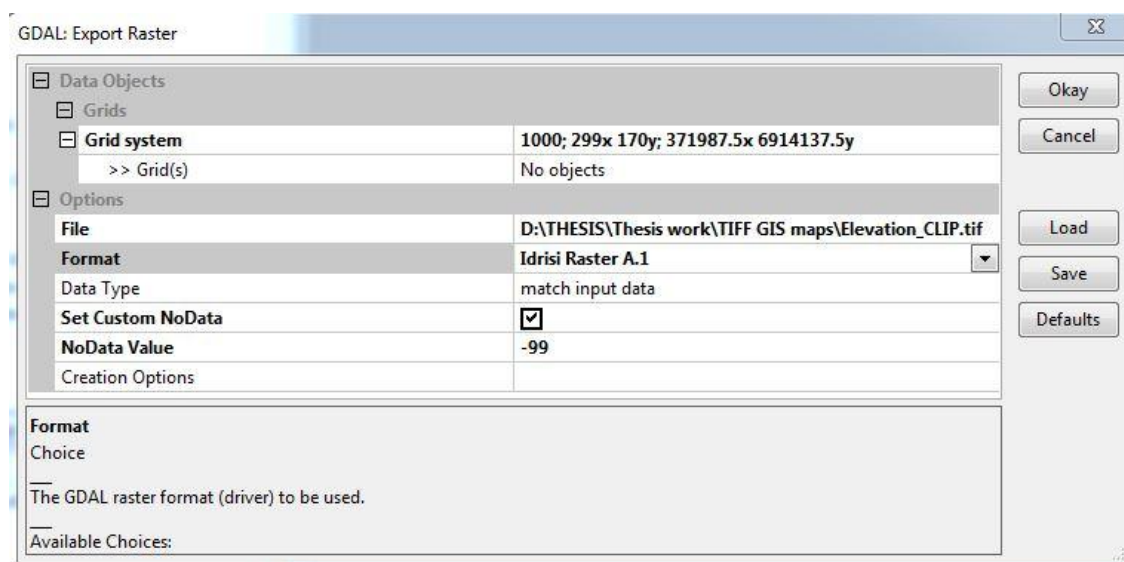 GDAL: Export Raster
Data Objects
Okay
Grids
Grid system 1000; 299x 170y; 371987.5x 6914137.5y
Cancel
>> Grid(s) No objects
Options
File D:\THESIS\Thesis work\TIFF GIS maps\Elevation_CLIP.tif
Load
Format Idrisi Raster A.1
Save
Data Type match input data
Set Custom NoData
Defaults
NoData Value -99
Creation Options
Format
Choice
__
The GDAL raster format (driver) to be used.
__
Available Choices: